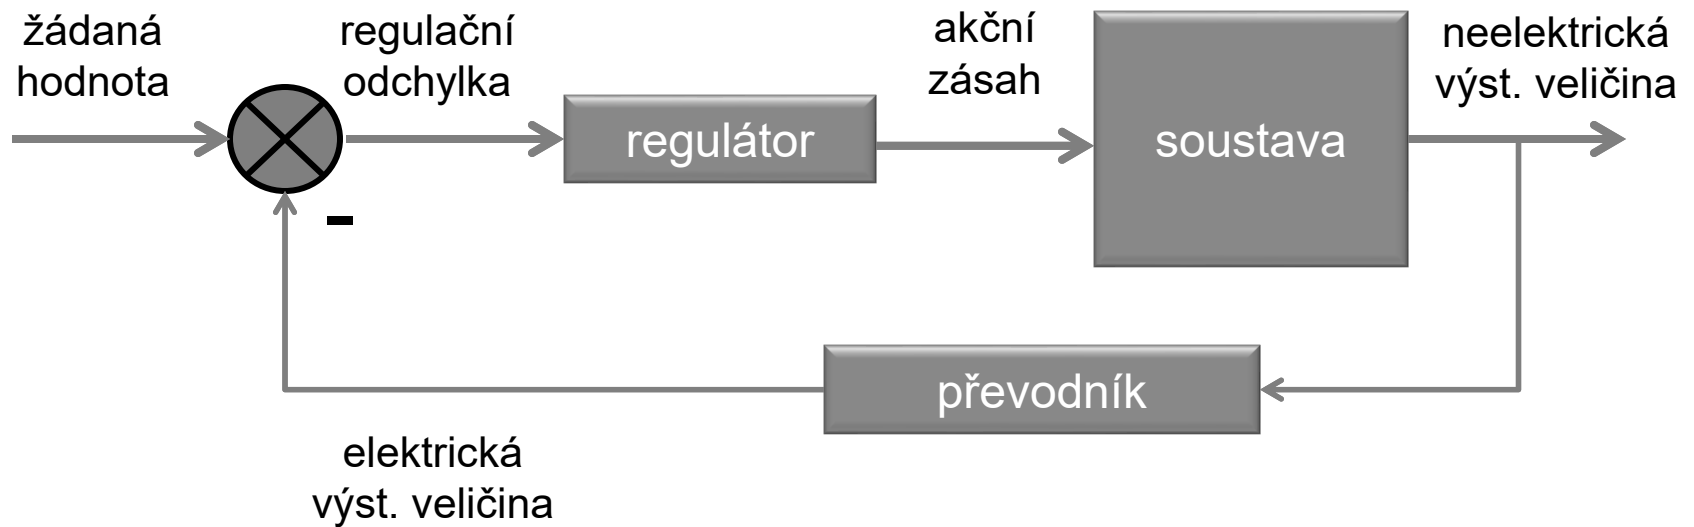 žádaná
hodnota
regulační
odchylka
akční
zásah
neelektrická
výst. veličina
regulátor
soustava
-
převodník
elektrická
výst. veličina